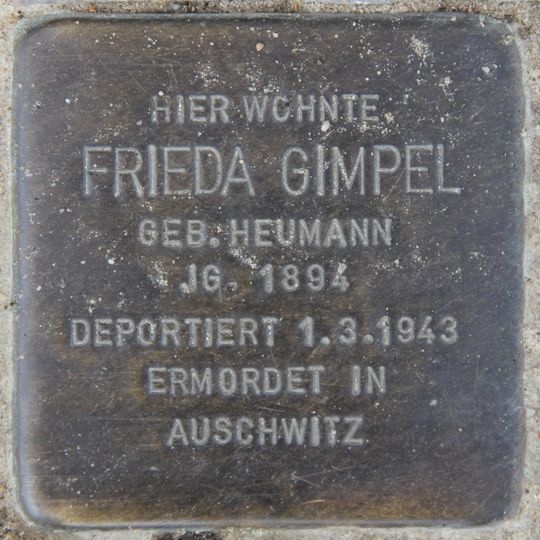 HIER WOHNTE
FRIEDA GIMPEL
GEB. HEUMANN
JG. 1894
DEPORTIERT 1.3.1943
ERMORDET IN
AUSCHWITZ